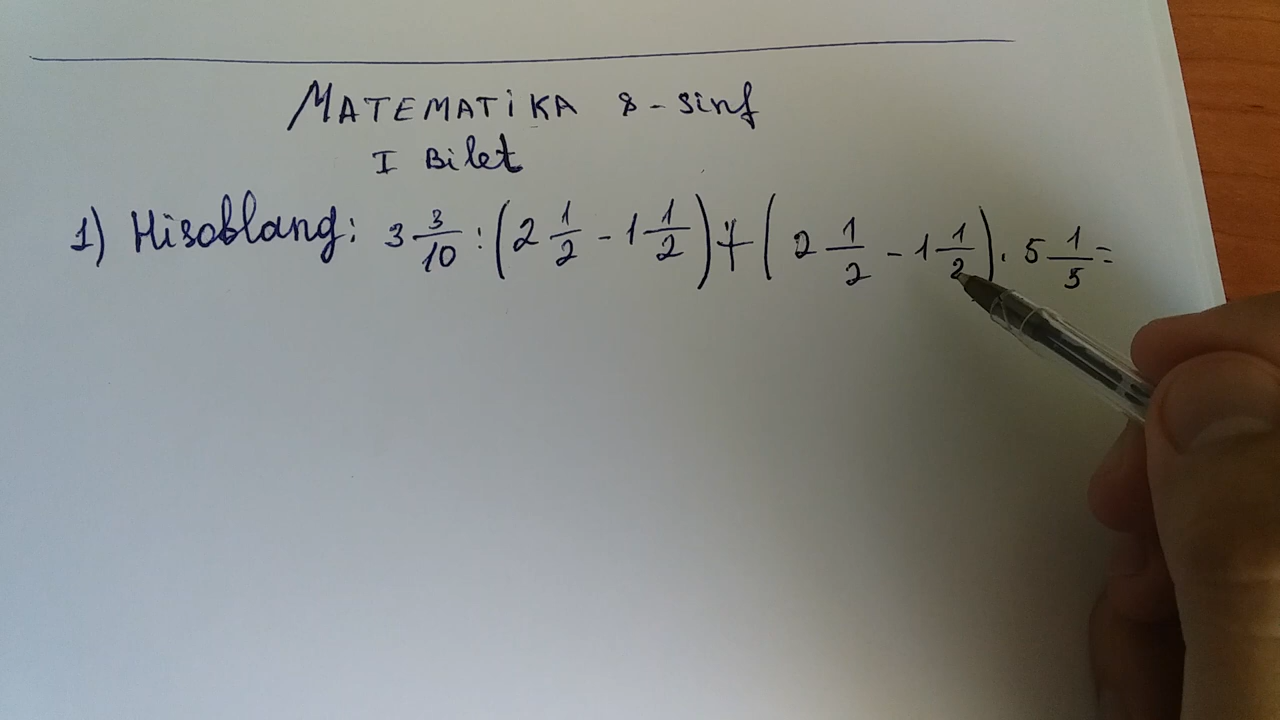 MATEMATIKA 8-sinf
I Bilet
1) Hisoblang: 3 3/10 : (2 1/2 - 1 1/2) + (2 1/2 - 1 1/2) · 5 1/5 =